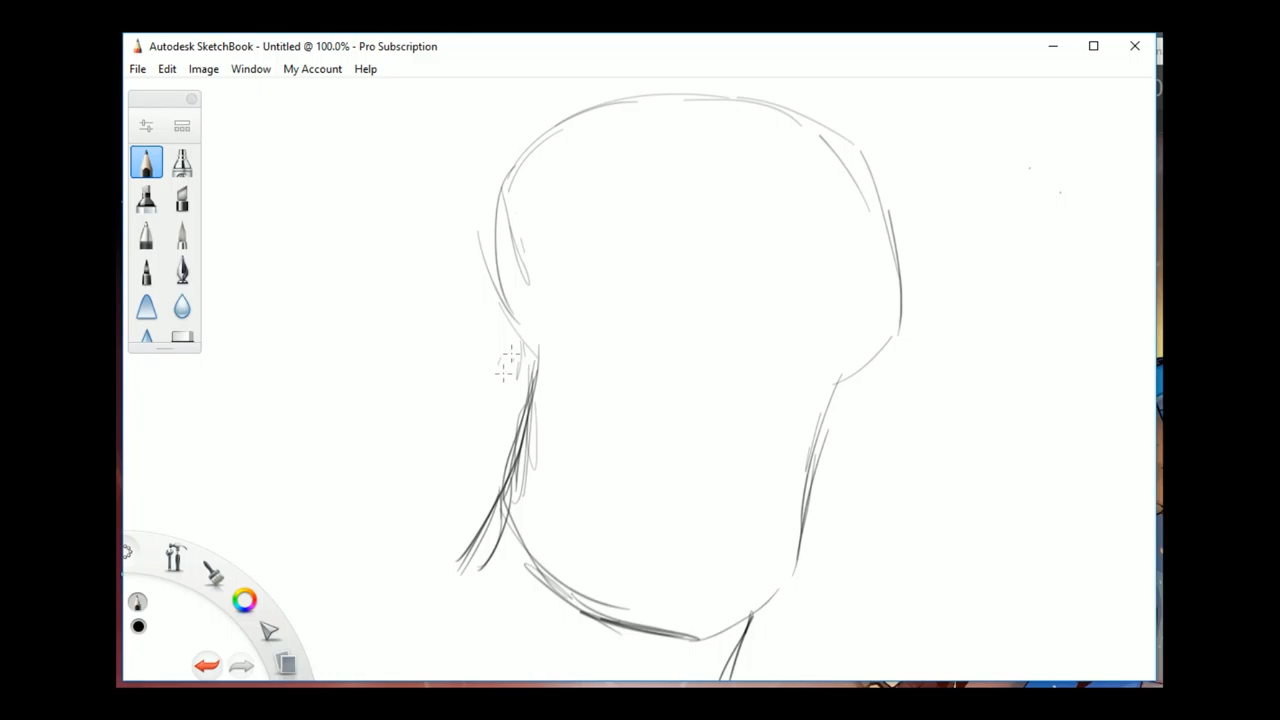 Autodesk SketchBook - Untitled @ 100.0% - Pro Subscription
File Edit Image Window My Account Help